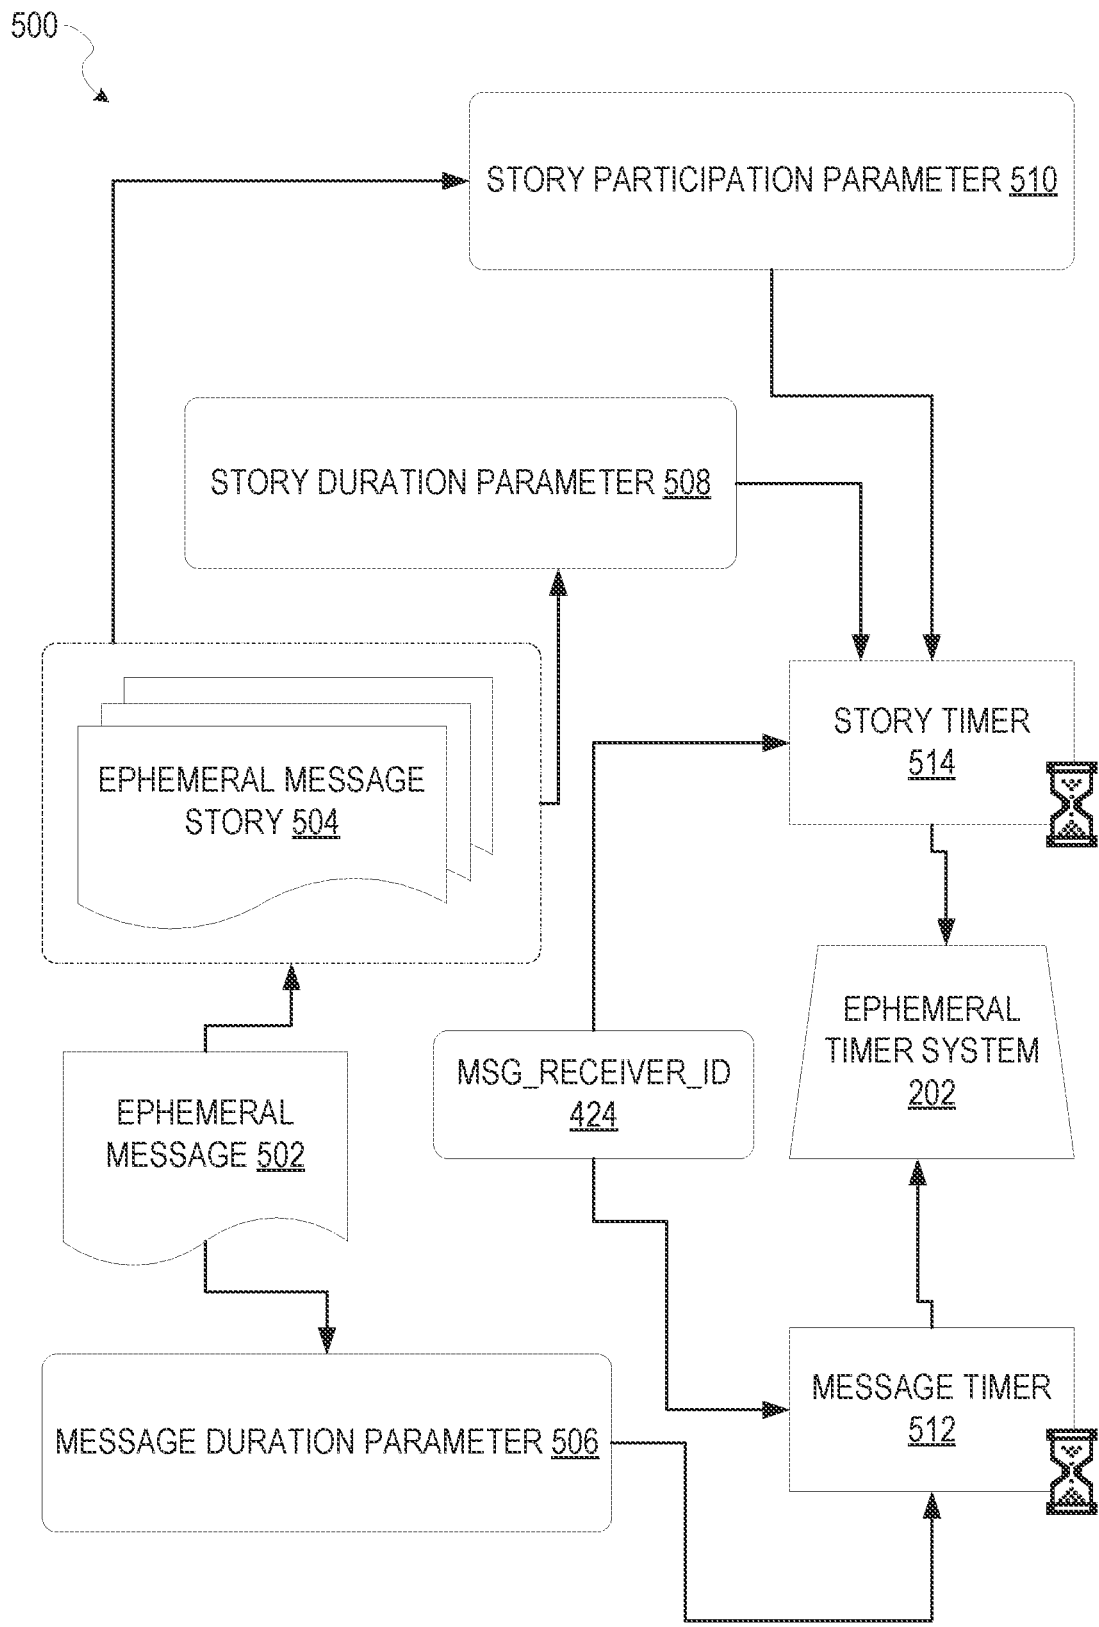 500
STORY PARTICIPATION PARAMETER 510
STORY DURATION PARAMETER 508
EPHEMERAL MESSAGE
STORY 504
STORY TIMER
514
EPHEMERAL
TIMER SYSTEM
202
MSG_RECEIVER_ID
424
EPHEMERAL
MESSAGE 502
MESSAGE TIMER
512
MESSAGE DURATION PARAMETER 506